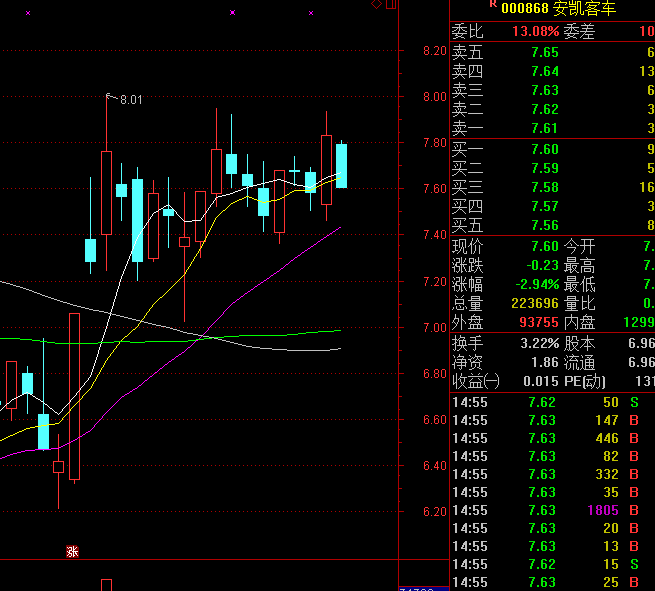 R 000868 安凯客车
委比 13.08% 委差 10
卖五 7.65 6
卖四 7.64 13
卖三 7.63 6
卖二 7.62 3
卖一 7.61 3
买一 7.60 9
买二 7.59 5
买三 7.58 16
买四 7.57 3
买五 7.56 8
现价 7.60 今开 7.
涨跌 -0.23 最高 7.
涨幅 -2.94% 最低 7.
总量 223696 量比 0.
外盘 93755 内盘 1299
换手 3.22% 股本 6.96
净资 1.86 流通 6.96
收益㈠ 0.015 PE(动) 131
14:55 7.62 50 S
14:55 7.63 147 B
14:55 7.63 446 B
14:55 7.63 82 B
14:55 7.63 332 B
14:55 7.63 35 B
14:55 7.63 1805 B
14:55 7.63 20 B
14:55 7.63 13 B
14:55 7.62 15 S
14:55 7.63 25 B
8.20
8.00
7.80
7.60
7.40
7.20
7.00
6.80
6.60
6.40
6.20
8.01
涨